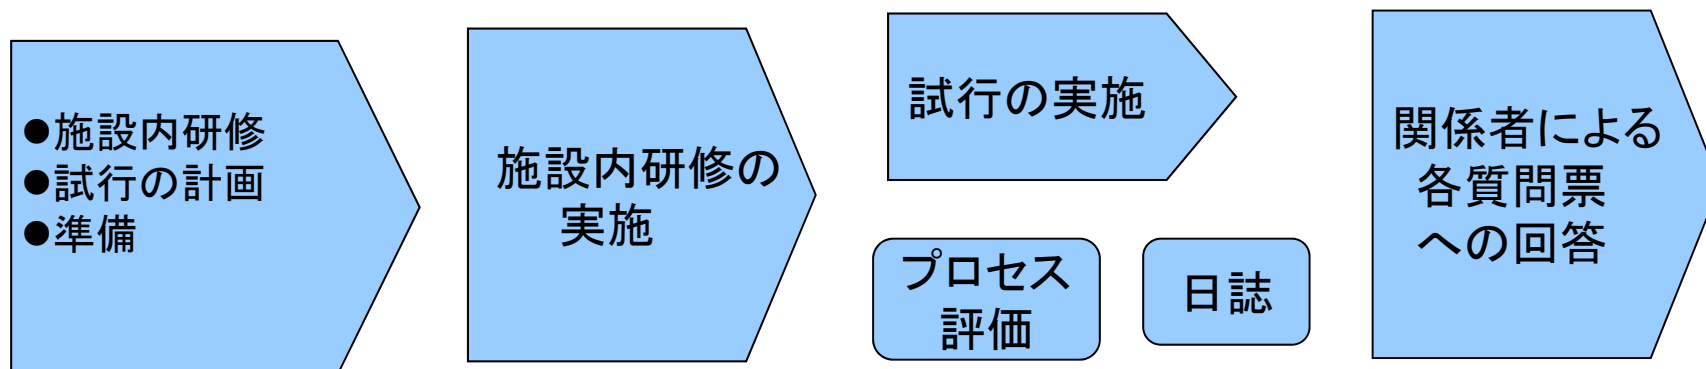 ●施設内研修
●試行の計画
●準備
施設内研修の
実施
試行の実施
プロセス
評価
日誌
関係者による
各質問票
への回答